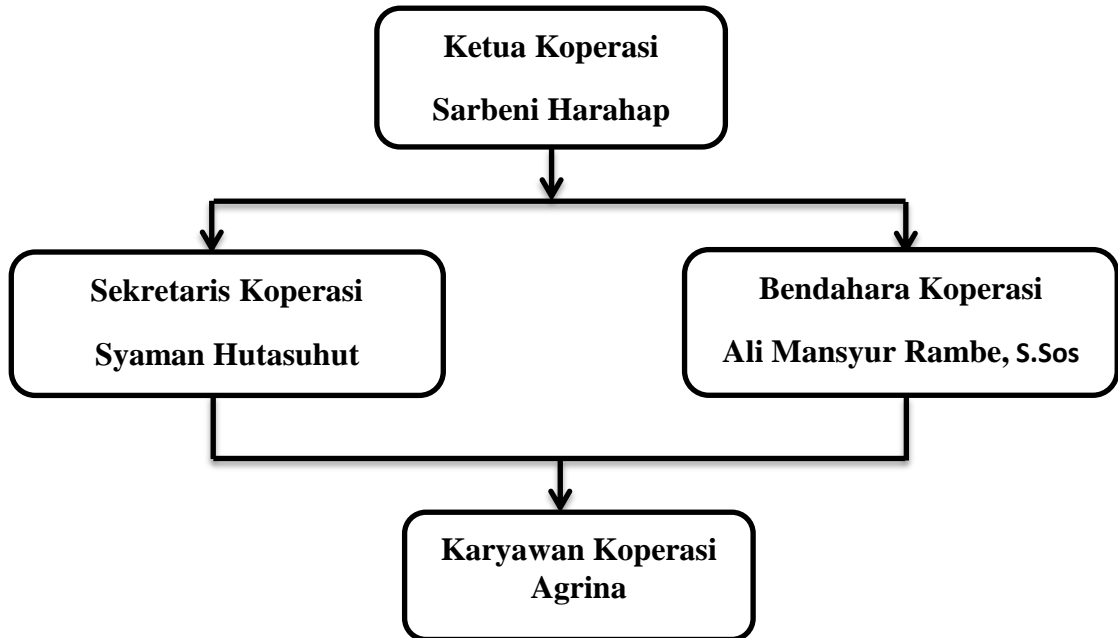 Ketua Koperasi
Sarbeni Harahap
Sekretaris Koperasi
Syaman Hutasuhut
Bendahara Koperasi
Ali Mansyur Rambe, S.Sos
Karyawan Koperasi
Agrina